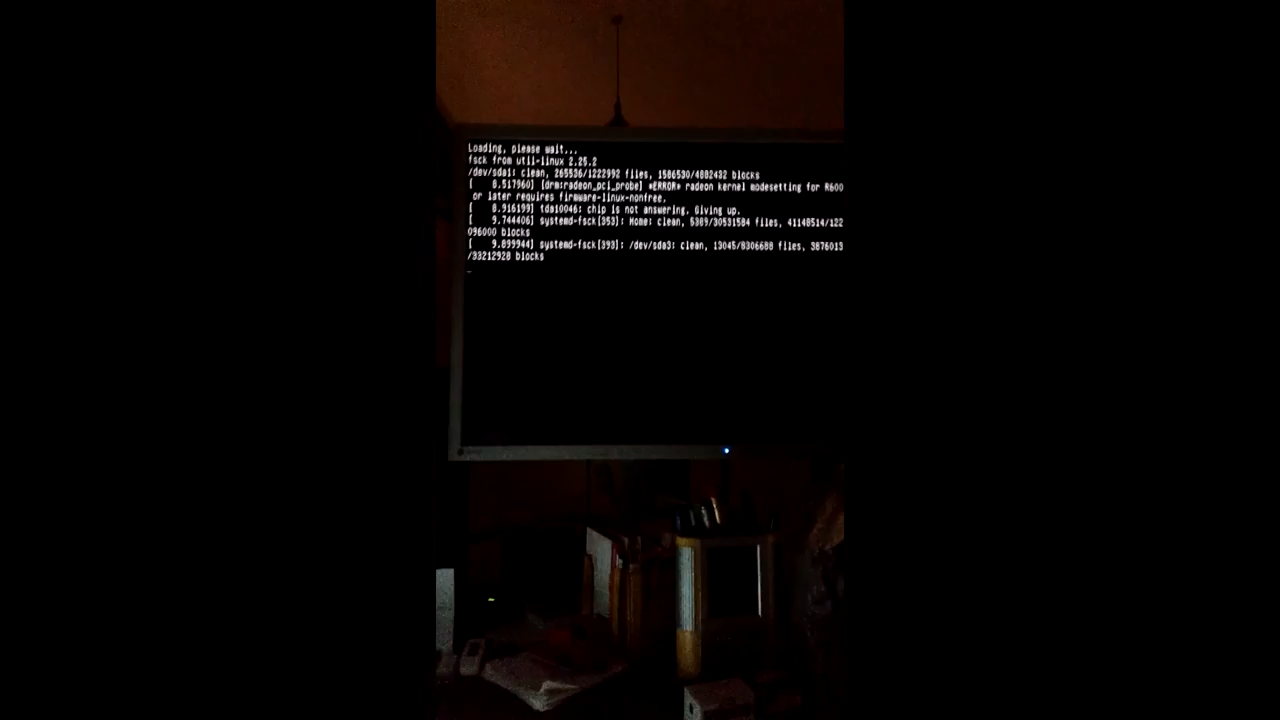 Loading, please wait...
fsck from util-linux 2.25.2
/dev/sda1: clean, 265536/1222992 files, 1586530/4882432 blocks
[    8.517960] [drm:radeon_pci_probe] *ERROR* radeon kernel modesetting for R600
or later requires firmware-linux-nonfree.
[    8.916199] tda10046: chip is not answering. Giving up.
[    9.744406] systemd-fsck[353]: Home: clean, 5389/30531584 files, 41148514/122
096000 blocks
[    9.899944] systemd-fsck[393]: /dev/sda3: clean, 13045/8306688 files, 3876013
/33212928 blocks